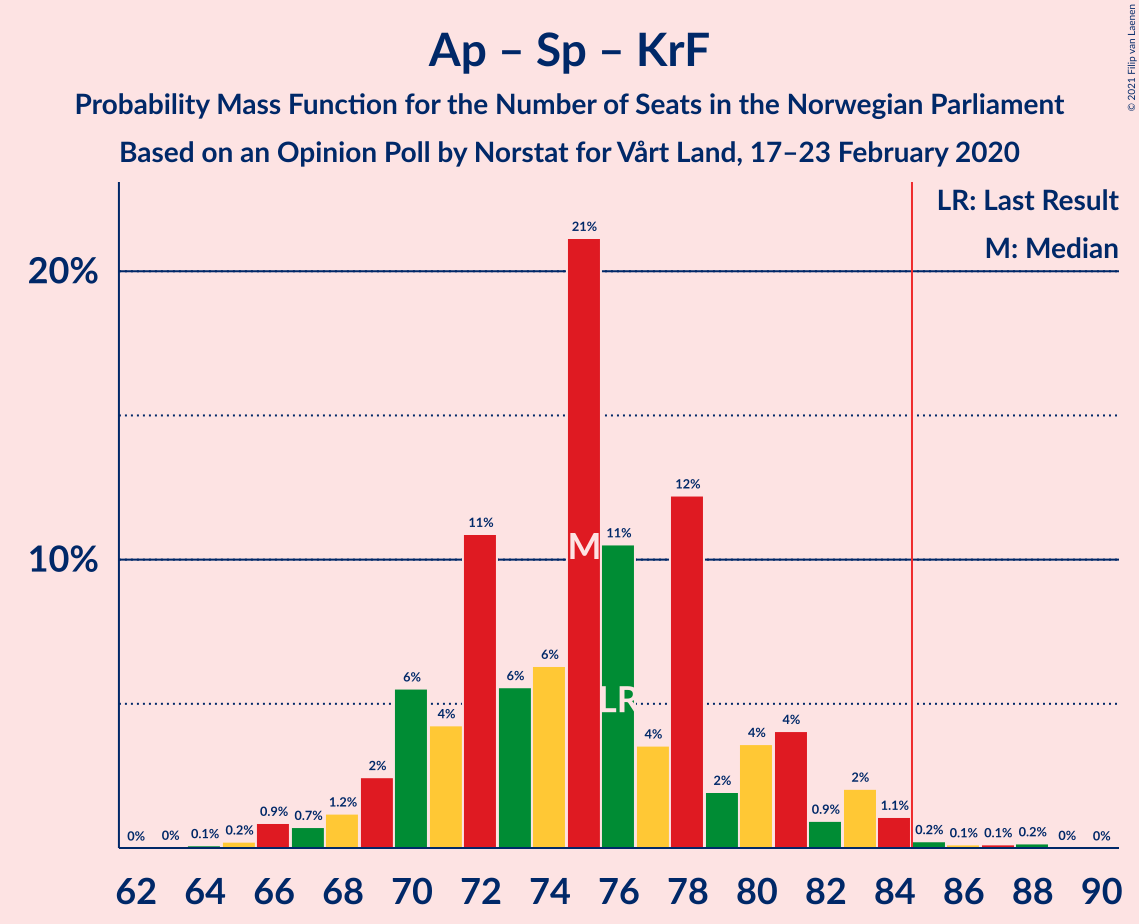 © 2021 Filip van Laenen
Ap – Sp – KrF
Probability Mass Function for the Number of Seats in the Norwegian Parliament
Based on an Opinion Poll by Norstat for Vårt Land, 17–23 February 2020
LR: Last Result
M: Median
20%
10%
0% 0% 0.1% 0.2% 0.9% 0.7% 1.2% 2% 6% 4% 11% 6% 6% 21% 11% 4% 12% 2% 4% 4% 0.9% 2% 1.1% 0.2% 0.1% 0.1% 0.2% 0% 0%
M
LR
62 64 66 68 70 72 74 76 78 80 82 84 86 88 90